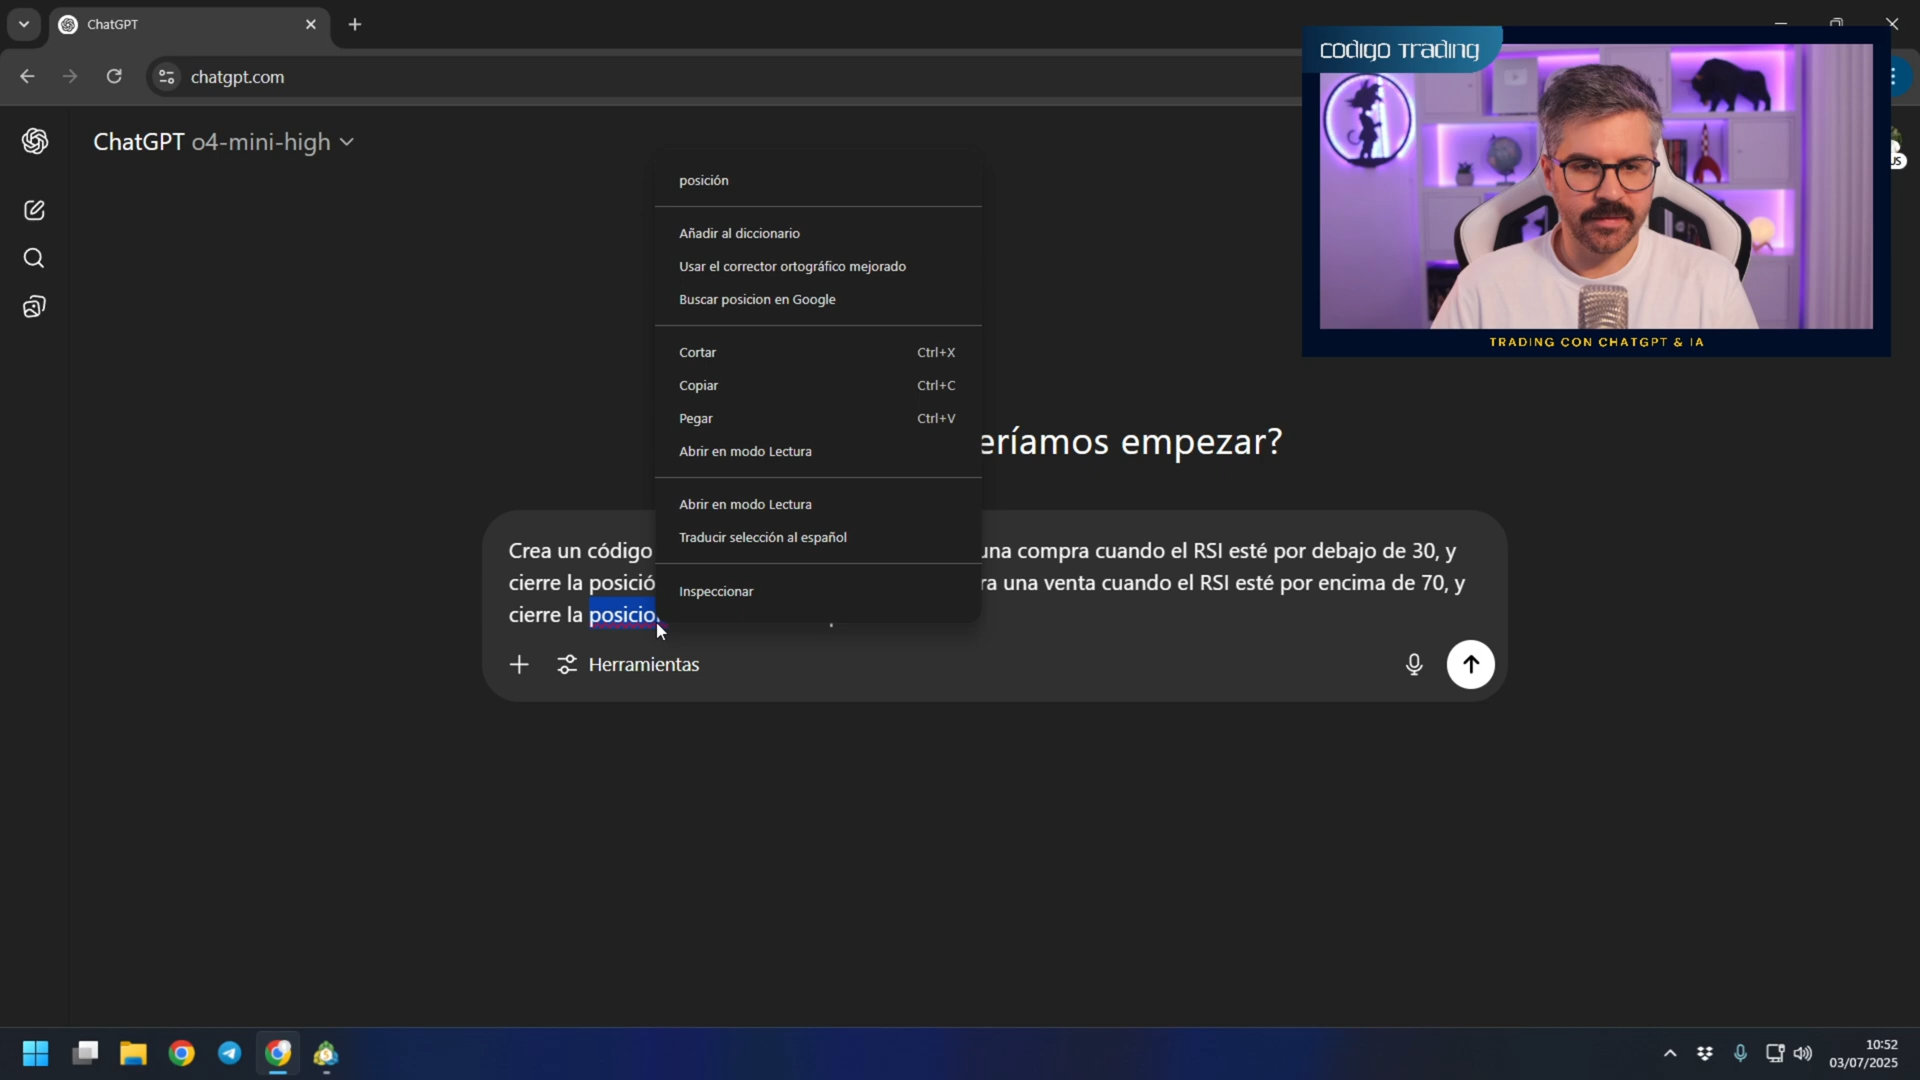 ChatGPT
chatgpt.com
codigo Trading
ChatGPT o4-mini-high
posición
Añadir al diccionario
Usar el corrector ortográfico mejorado
Buscar posicion en Google
Cortar Ctrl+X
Copiar Ctrl+C
Pegar Ctrl+V
Abrir en modo Lectura
Abrir en modo Lectura
Traducir selección al español
Inspeccionar
TRADING CON CHATGPT & IA
eríamos empezar?
Crea un código una compra cuando el RSI esté por debajo de 30, y
cierre la posició ra una venta cuando el RSI esté por encima de 70, y
cierre la posicio
Herramientas
10:52
03/07/2025